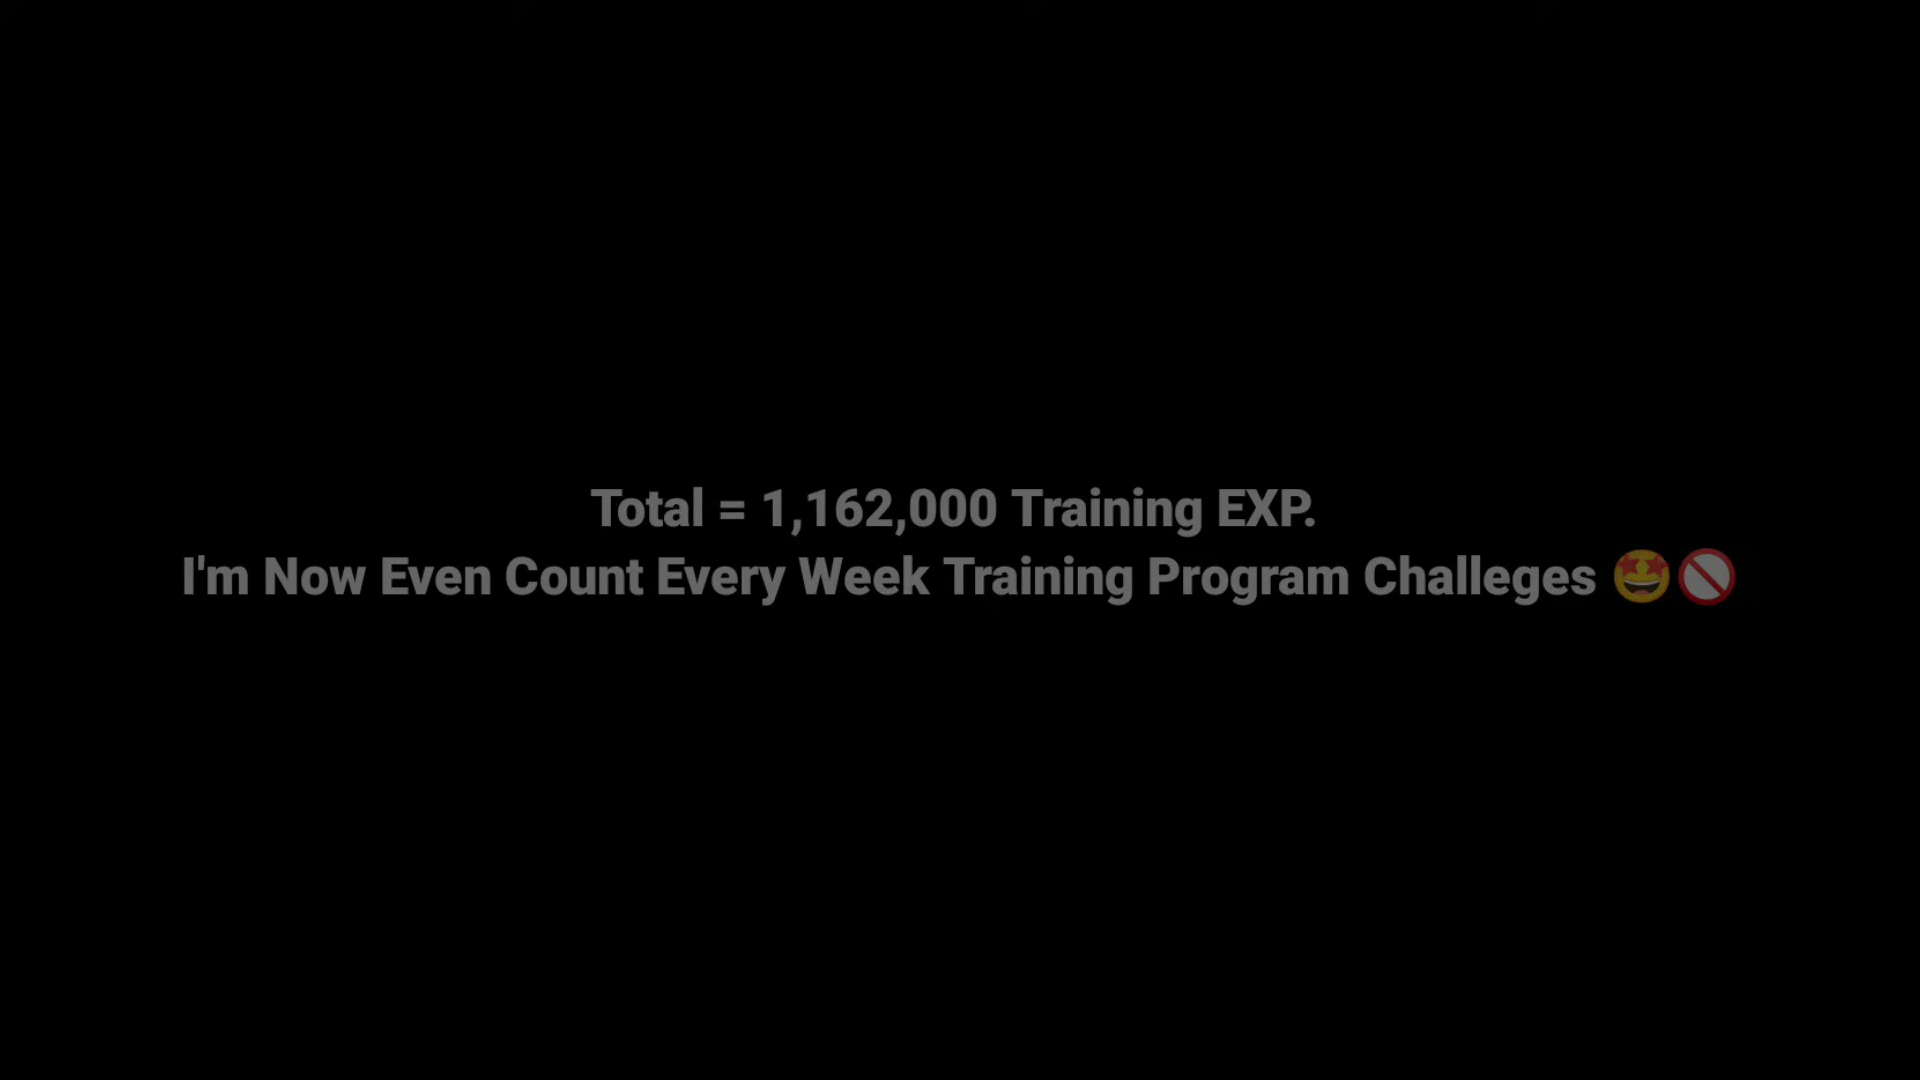 Total = 1,162,000 Training EXP.
I'm Now Even Count Every Week Training Program Challeges 🤩🚫